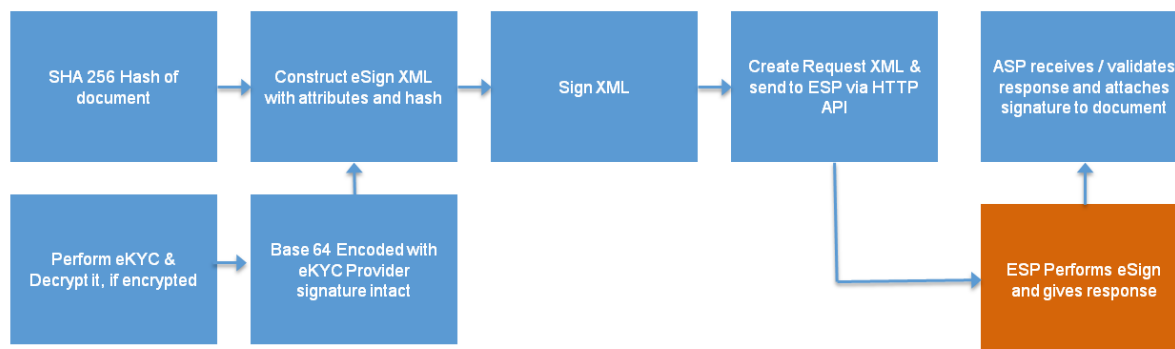 SHA 256 Hash of
document
Construct eSign XML
with attributes and hash
Sign XML
Create Request XML &
send to ESP via HTTP
API
ASP receives / validates
response and attaches
signature to document
Perform eKYC &
Decrypt it, if encrypted
Base 64 Encoded with
eKYC Provider
signature intact
ESP Performs eSign
and gives response